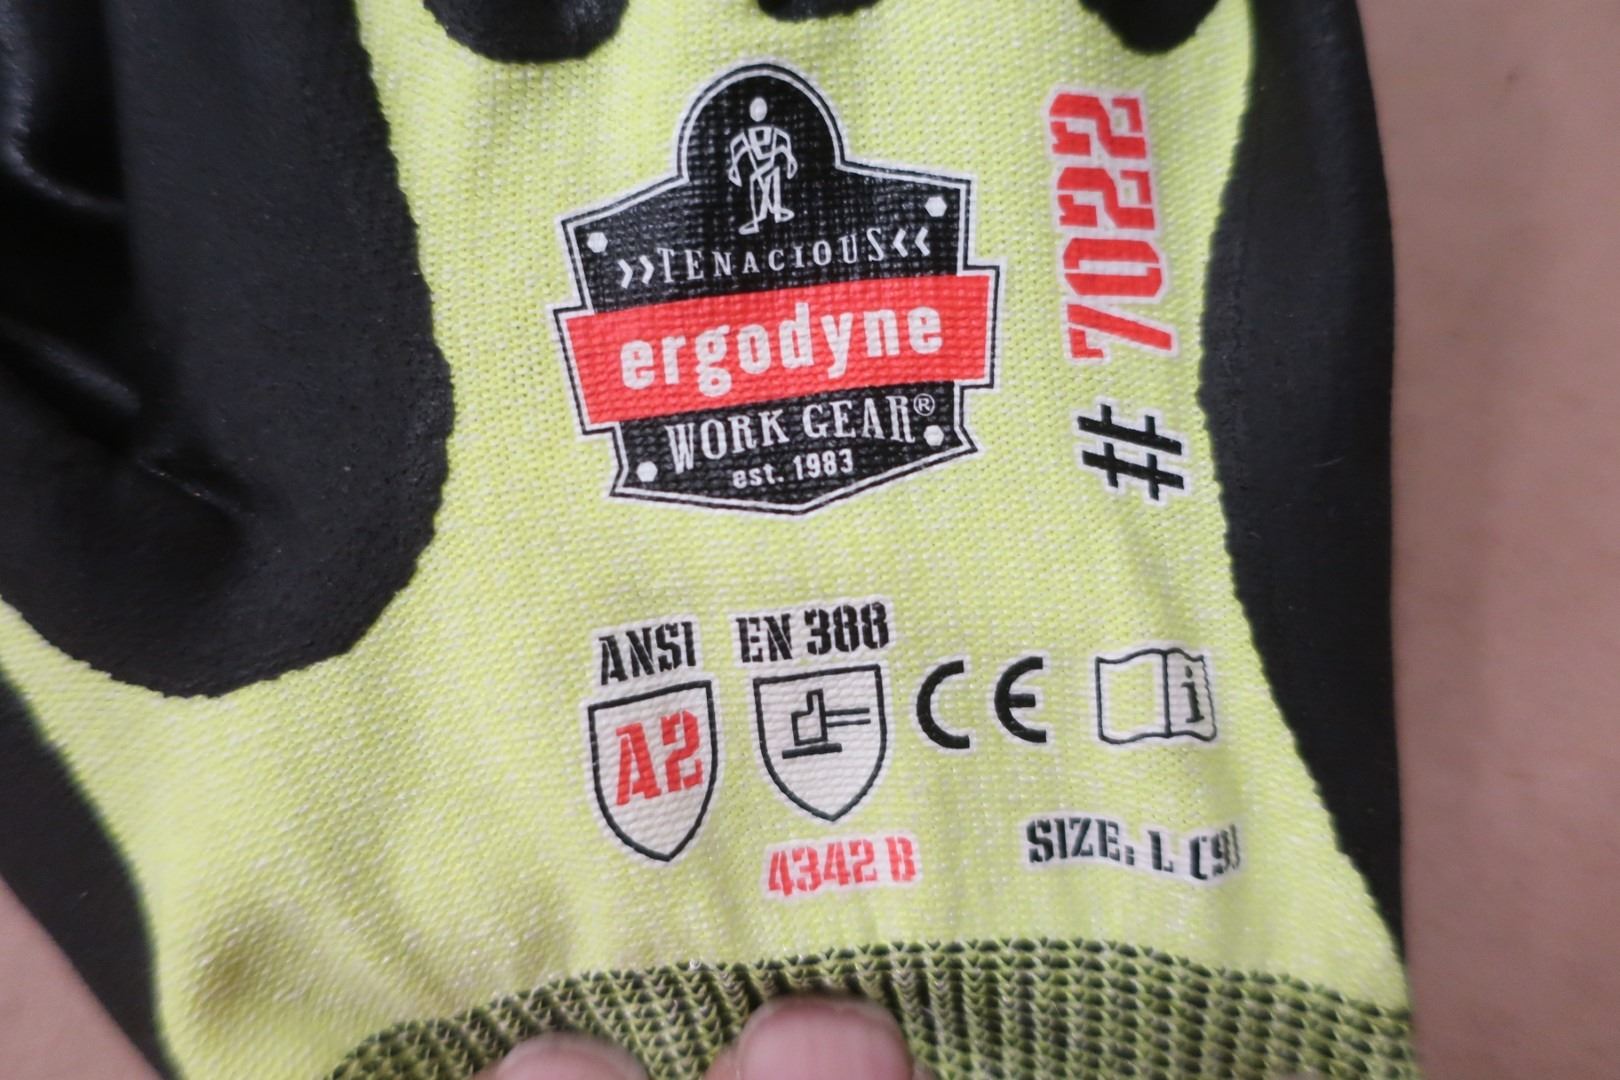 TENACIOUS
ergodyne
WORK GEAR®
est. 1983
# 7022
ANSI
A2
EN 388
CE
i
4342 B
SIZE: L (9)